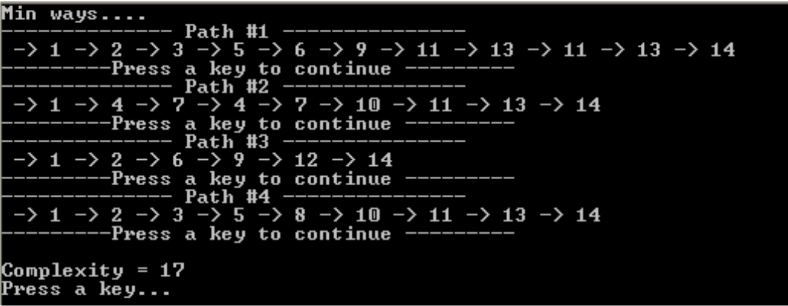 Min ways....
-------------- Path #1 ---------------
-> 1 -> 2 -> 3 -> 5 -> 6 -> 9 -> 11 -> 13 -> 11 -> 13 -> 14
---------Press a key to continue ---------
-------------- Path #2 ---------------
-> 1 -> 4 -> 7 -> 4 -> 7 -> 10 -> 11 -> 13 -> 14
---------Press a key to continue ---------
-------------- Path #3 ---------------
-> 1 -> 2 -> 6 -> 9 -> 12 -> 14
---------Press a key to continue ---------
-------------- Path #4 ---------------
-> 1 -> 2 -> 3 -> 5 -> 8 -> 10 -> 11 -> 13 -> 14
---------Press a key to continue ---------
Complexity = 17
Press a key...